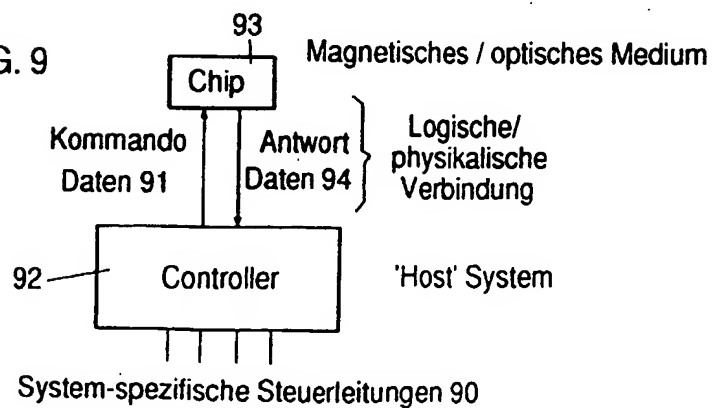 G. 9
93
Magnetisches / optisches Medium
Chip
Kommando
Daten 91
Antwort
Daten 94
Logische/
physikalische
Verbindung
92
Controller
'Host' System
System-spezifische Steuerleitungen 90